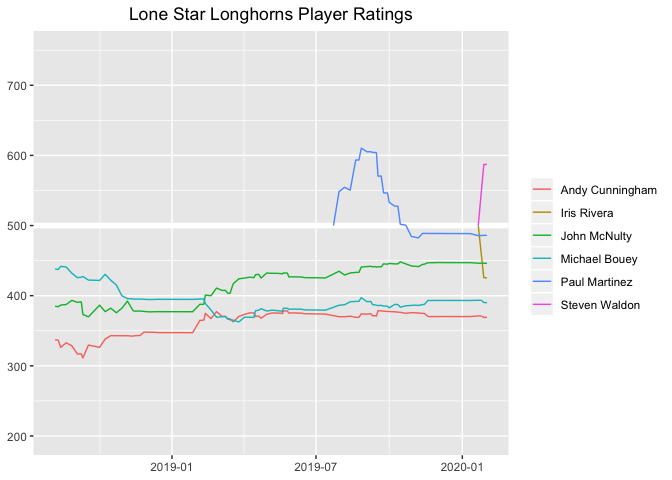 Lone Star Longhorns Player Ratings
700
600
500
400
300
200
2019-01
2019-07
2020-01
Andy Cunningham
Iris Rivera
John McNulty
Michael Bouey
Paul Martinez
Steven Waldon